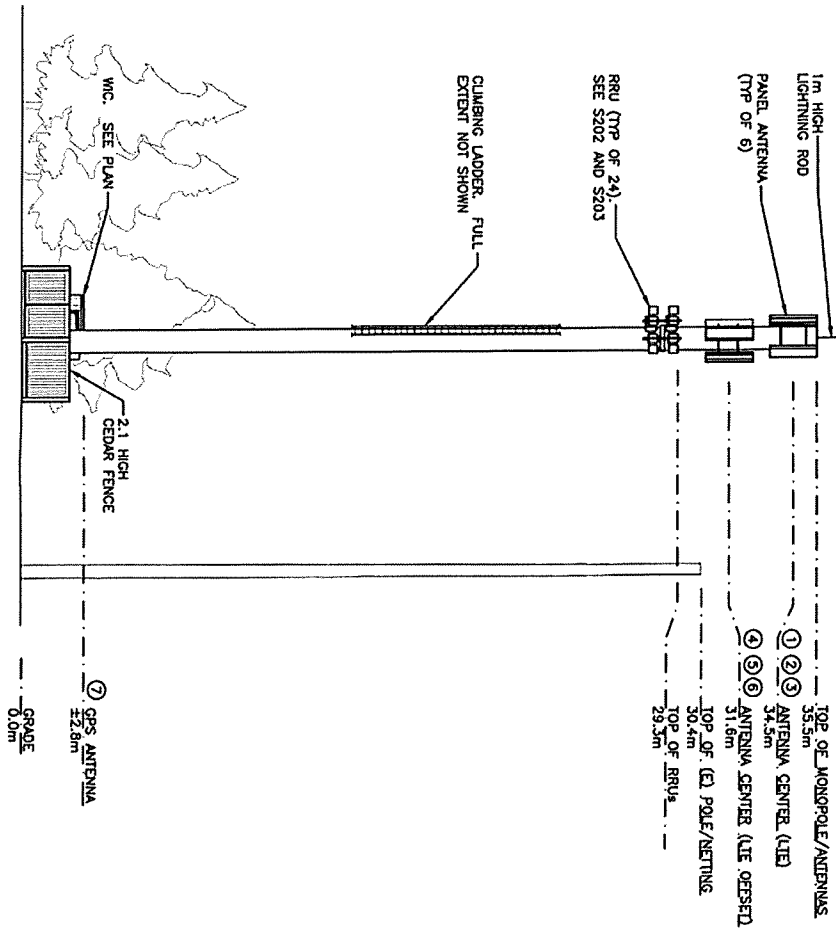 1m HIGH
LIGHTNING ROD
PANEL ANTENNA
(TYP OF 6)
RRU (TYP OF 24).
SEE S202 AND S203
CLIMBING LADDER. FULL
EXTENT NOT SHOWN
WIC. SEE PLAN
2.1 HIGH
CEDAR FENCE
TOP OF MONOPOLE/ANTENNAS
35.5m
① ② ③ ANTENNA CENTER (LTE)
34.5m
④ ⑤ ⑥ ANTENNA CENTER (LTE OFFSET)
31.6m
TOP OF (E) POLE/NETTING
30.4m
TOP OF RRUs
29.3m
⑦ GPS ANTENNA
±2.8m
GRADE
0.0m